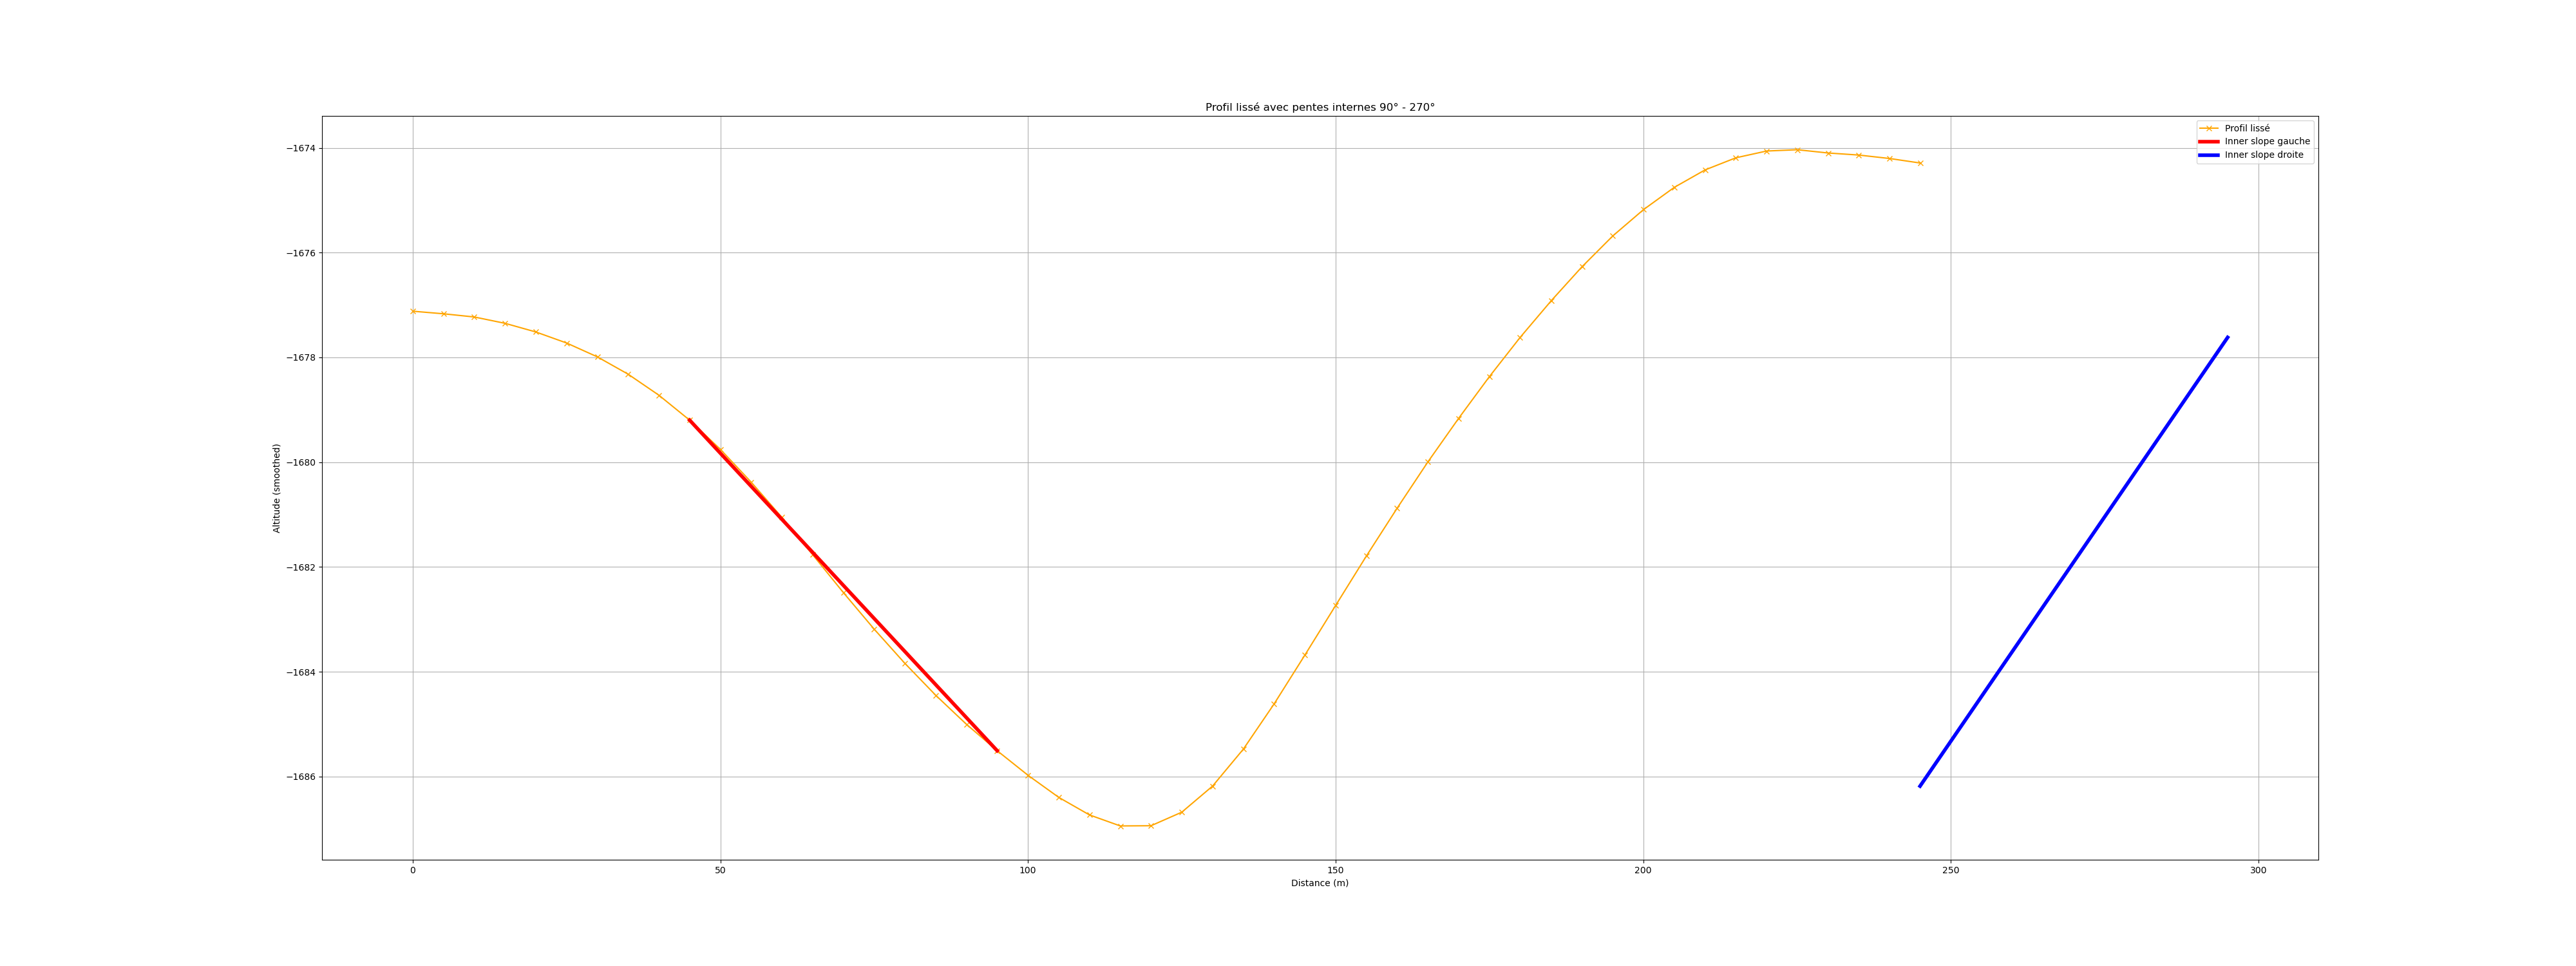 Profil lissé avec pentes internes 90° - 270°
Profil lissé
Inner slope gauche
Inner slope droite
Altitude (smoothed)
−1674
−1676
−1678
−1680
−1682
−1684
−1686
0
50
100
150
200
250
300
Distance (m)